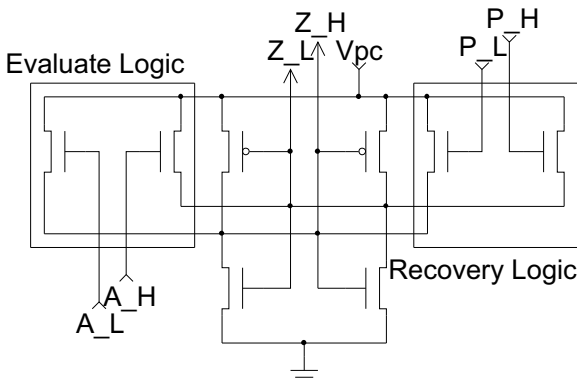 P_H
Z_H
Z_L Vpc P_L
Evaluate Logic
Recovery Logic
A_H
A_L